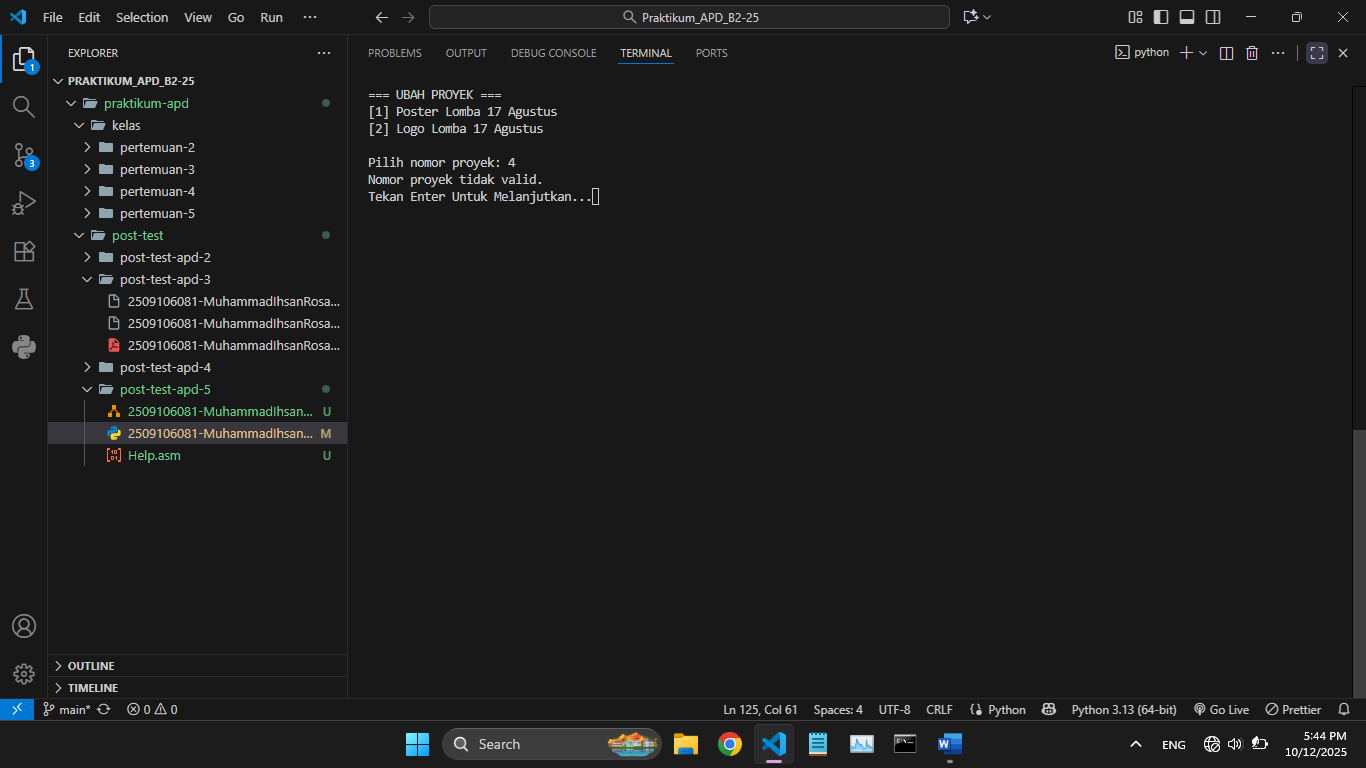 File Edit Selection View Go Run ···
Praktikum_APD_B2-25
EXPLORER ···
PRAKTIKUM_APD_B2-25
praktikum-apd
kelas
pertemuan-2
pertemuan-3
pertemuan-4
pertemuan-5
post-test
post-test-apd-2
post-test-apd-3
2509106081-MuhammadIhsanRosa...
2509106081-MuhammadIhsanRosa...
2509106081-MuhammadIhsanRosa...
post-test-apd-4
post-test-apd-5
2509106081-MuhammadIhsan... U
2509106081-MuhammadIhsan... M
Help.asm U
OUTLINE
TIMELINE
1
3
PROBLEMS OUTPUT DEBUG CONSOLE TERMINAL PORTS
python ···
=== UBAH PROYEK ===
[1] Poster Lomba 17 Agustus
[2] Logo Lomba 17 Agustus
Pilih nomor proyek: 4
Nomor proyek tidak valid.
Tekan Enter Untuk Melanjutkan...
main* 0 0 Ln 125, Col 61 Spaces: 4 UTF-8 CRLF Python Python 3.13 (64-bit) Go Live Prettier
Search
ENG
5:44 PM
10/12/2025